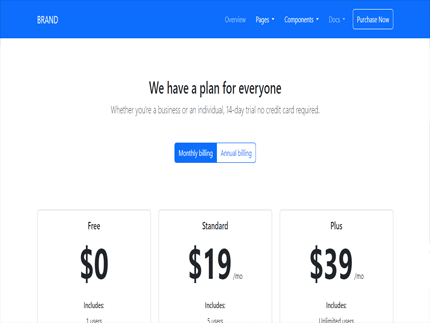 BRAND Overview Pages Components Docs Purchase Now
We have a plan for everyone
Whether you're a business or an individual, 14-day trial no credit card required.
Monthly billing Annual billing
Free Standard Plus
$0 $19 /mo $39 /mo
Includes: Includes: Includes:
1 users 5 users Unlimited users